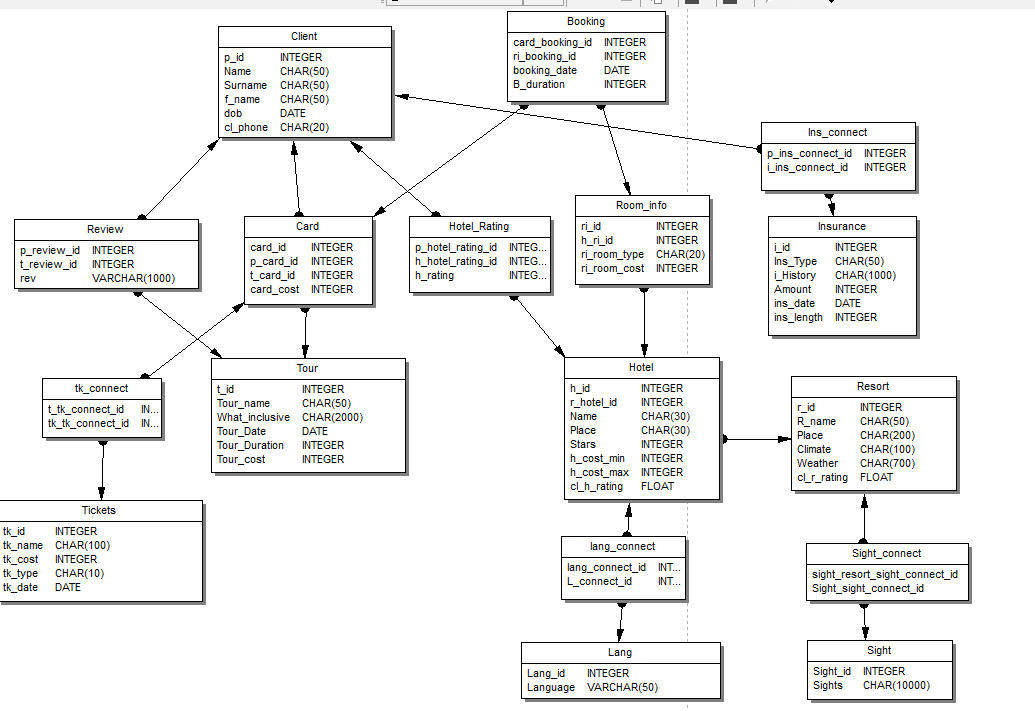 Client
p_id INTEGER
Name CHAR(50)
Surname CHAR(50)
f_name CHAR(50)
dob DATE
cl_phone CHAR(20)
Booking
card_booking_id INTEGER
ri_booking_id INTEGER
booking_date DATE
B_duration INTEGER
Ins_connect
p_ins_connect_id INTEGER
i_ins_connect_id INTEGER
Review
p_review_id INTEGER
t_review_id INTEGER
rev VARCHAR(1000)
Card
card_id INTEGER
p_card_id INTEGER
t_card_id INTEGER
card_cost INTEGER
Hotel_Rating
p_hotel_rating_id INTEG...
h_hotel_rating_id INTEG...
h_rating INTEG...
Room_info
ri_id INTEGER
h_ri_id INTEGER
ri_room_type CHAR(20)
ri_room_cost INTEGER
Insurance
i_id INTEGER
Ins_Type CHAR(50)
i_History CHAR(1000)
Amount INTEGER
ins_date DATE
ins_length INTEGER
tk_connect
t_tk_connect_id IN...
tk_tk_connect_id IN...
Tour
t_id INTEGER
Tour_name CHAR(50)
What_inclusive CHAR(2000)
Tour_Date DATE
Tour_Duration INTEGER
Tour_cost INTEGER
Hotel
h_id INTEGER
r_hotel_id INTEGER
Name CHAR(30)
Place CHAR(30)
Stars INTEGER
h_cost_min INTEGER
h_cost_max INTEGER
cl_h_rating FLOAT
Resort
r_id INTEGER
R_name CHAR(50)
Place CHAR(200)
Climate CHAR(100)
Weather CHAR(700)
cl_r_rating FLOAT
Tickets
tk_id INTEGER
tk_name CHAR(100)
tk_cost INTEGER
tk_type CHAR(10)
tk_date DATE
lang_connect
lang_connect_id INT...
L_connect_id INT...
Sight_connect
sight_resort_sight_connect_id
Sight_sight_connect_id
Lang
Lang_id INTEGER
Language VARCHAR(50)
Sight
Sight_id INTEGER
Sights CHAR(10000)